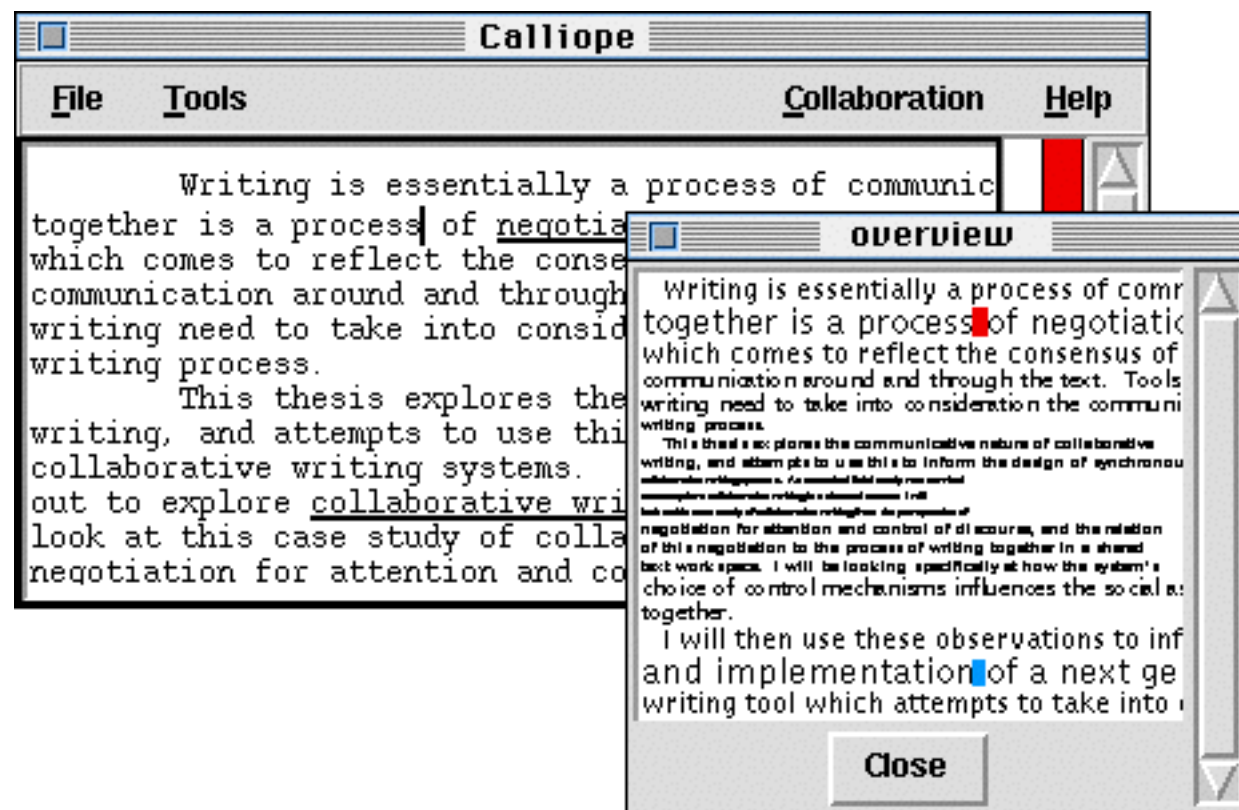 Calliope
File Tools Collaboration Help
Writing is essentially a process of communic
together is a process of negotia
which comes to reflect the conse
communication around and through
writing need to take into consid
writing process.
This thesis explores the
writing, and attempts to use thi
collaborative writing systems.
out to explore collaborative wri
look at this case study of colla
negotiation for attention and co
overview
Writing is essentially a process of comr
together is a process of negotiatio
which comes to reflect the consensus of
communication around and through the text. Tools
writing need to take into consideration the communi
writing process.
This thesis explores the communicative nature of collaborative
writing, and attempts to use this to inform the design of synchronou
negotiation for attention and control of discourse, and the relation
of this negotiation to the process of writing together in a shared
text workspace. I will be looking specifically at how the system's
choice of control mechanisms influences the social as
together.
I will then use these observations to inf
and implementation of a next ge
writing tool which attempts to take into
Close